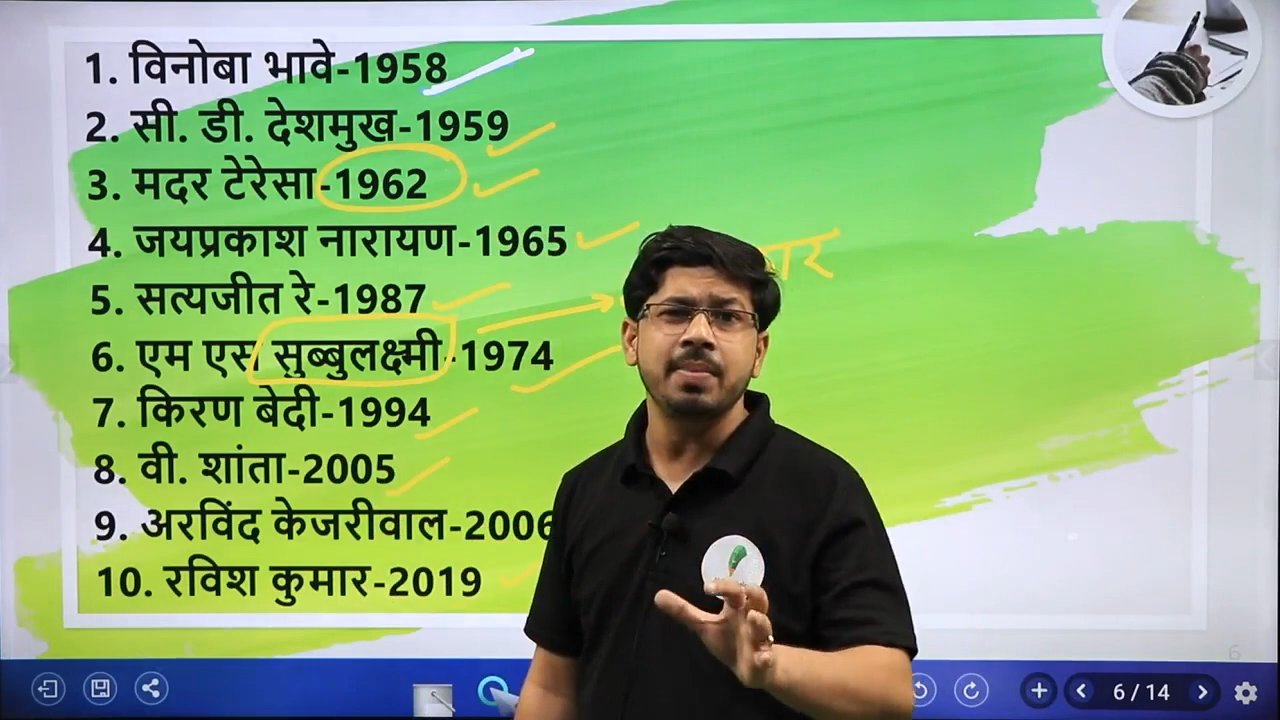 1. विनोबा भावे-1958
2. सी. डी. देशमुख-1959
3. मदर टेरेसा-1962
4. जयप्रकाश नारायण-1965
5. सत्यजीत रे-1987
6. एम एस सुब्बुलक्ष्मी-1974
7. किरण बेदी-1994
8. वी. शांता-2005
9. अरविंद केजरीवाल-2006
10. रविश कुमार-2019
6
6 / 14